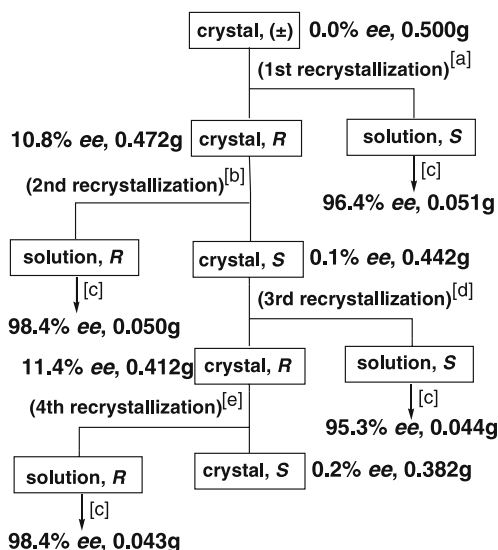 crystal, (±) 0.0% ee, 0.500g
(1st recrystallization)[a]
10.8% ee, 0.472g crystal, R solution, S
(2nd recrystallization)[b] [c]
96.4% ee, 0.051g
solution, R crystal, S 0.1% ee, 0.442g
[c] (3rd recrystallization)[d]
98.4% ee, 0.050g
11.4% ee, 0.412g crystal, R solution, S
(4th recrystallization)[e] [c]
95.3% ee, 0.044g
solution, R crystal, S 0.2% ee, 0.382g
[c]
98.4% ee, 0.043g